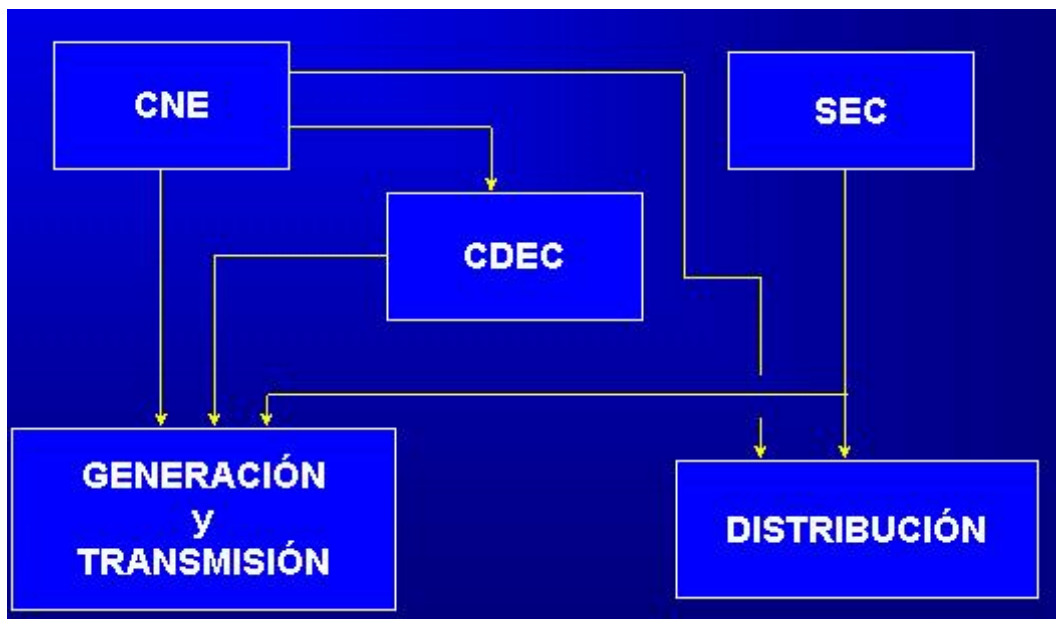 CNE
SEC
CDEC
GENERACIÓN
y
TRANSMISIÓN
DISTRIBUCIÓN